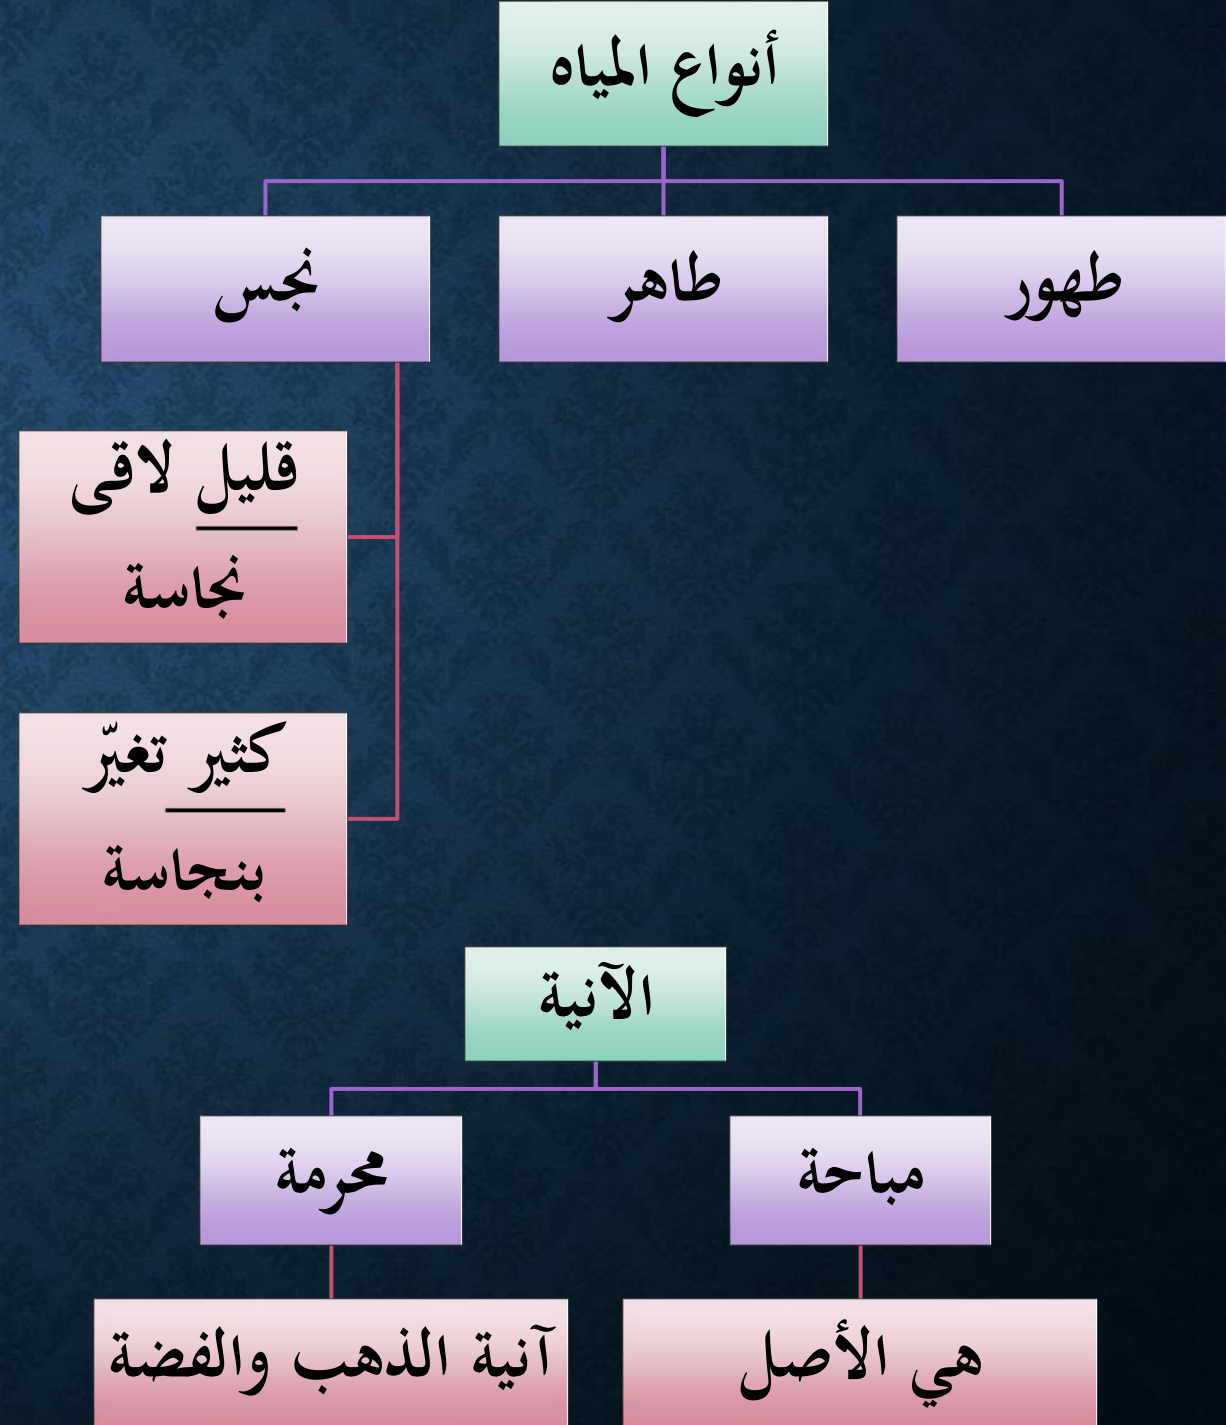 أنواع المياه
طهور
طاهر
نجس
قليل لاقى
نجاسة
كثير تغيّر
بنجاسة
الآنية
مباحة
محرمة
هي الأصل
آنية الذهب والفضة